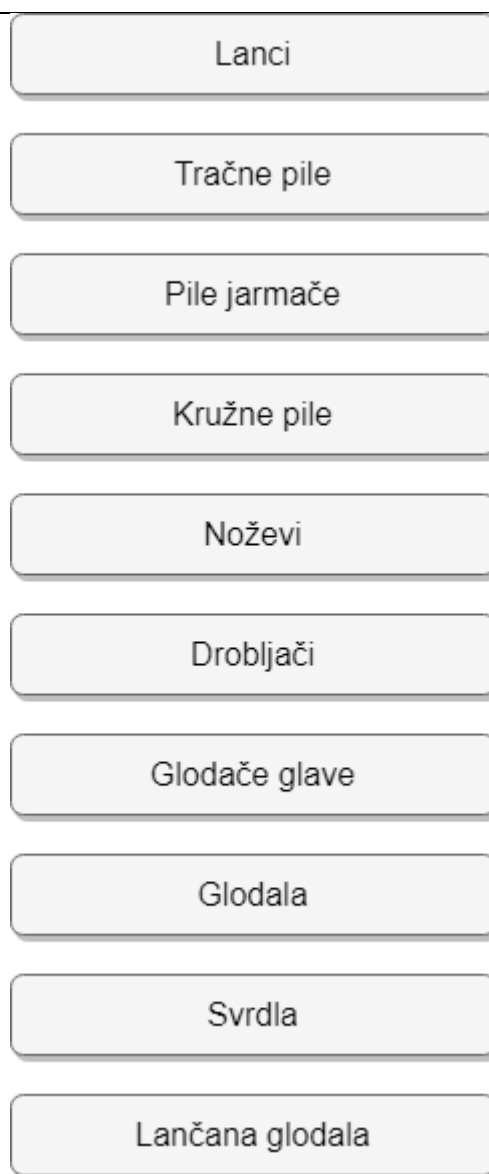 Lanci
Tračne pile
Pile jarmače
Kružne pile
Noževi
Drobljači
Glodače glave
Glodala
Svrdla
Lančana glodala